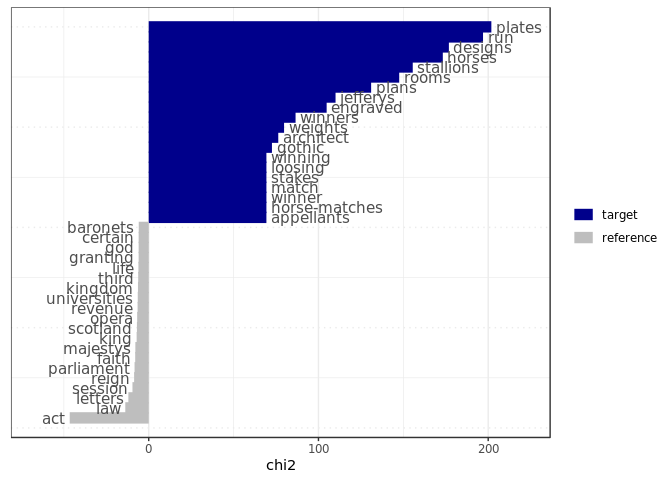 plates
run
designs
horses
stallions
rooms
plans
jefferys
engraved
winners
weights
architect
gothic
winning
loosing
stakes
match
winner
horse-matches
appellants
baronets
certain
god
granting
life
third
kingdom
universities
revenue
opera
scotland
king
majestys
faith
parliament
reign
session
letters
law
act
target
reference
0 100 200
chi2